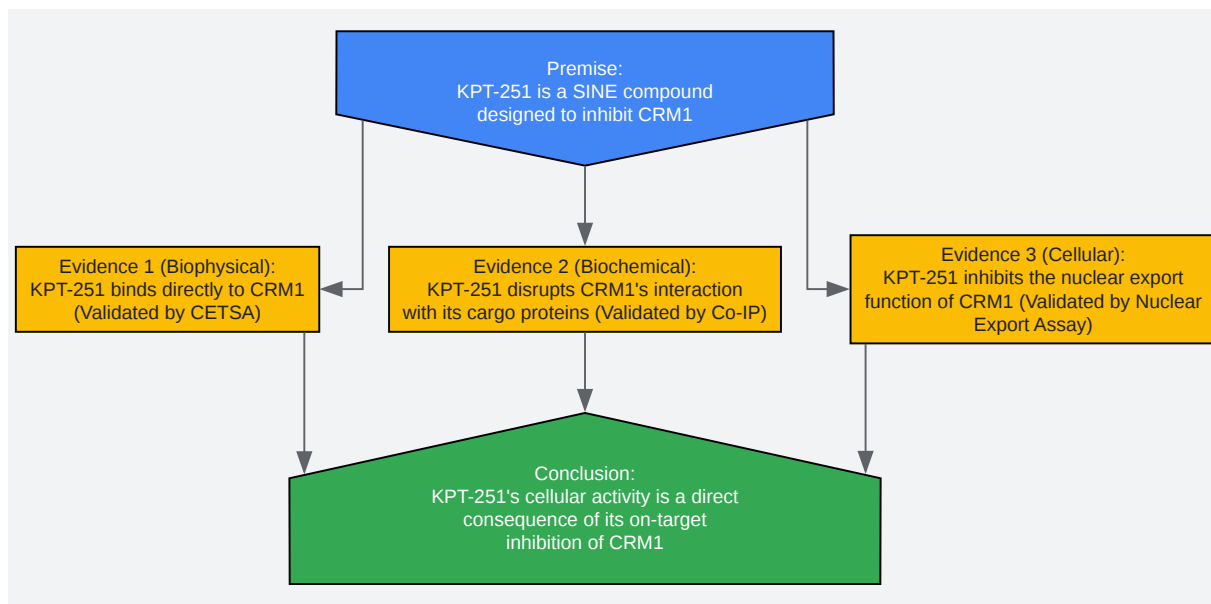 Premise:
KPT-251 is a SINE compound
designed to inhibit CRM1
Evidence 1 (Biophysical):
KPT-251 binds directly to CRM1
(Validated by CETSA)
Evidence 2 (Biochemical):
KPT-251 disrupts CRM1's interaction
with its cargo proteins (Validated by Co-IP)
Evidence 3 (Cellular):
KPT-251 inhibits the nuclear export
function of CRM1 (Validated by Nuclear
Export Assay)
Conclusion:
KPT-251's cellular activity is a direct
consequence of its on-target
inhibition of CRM1